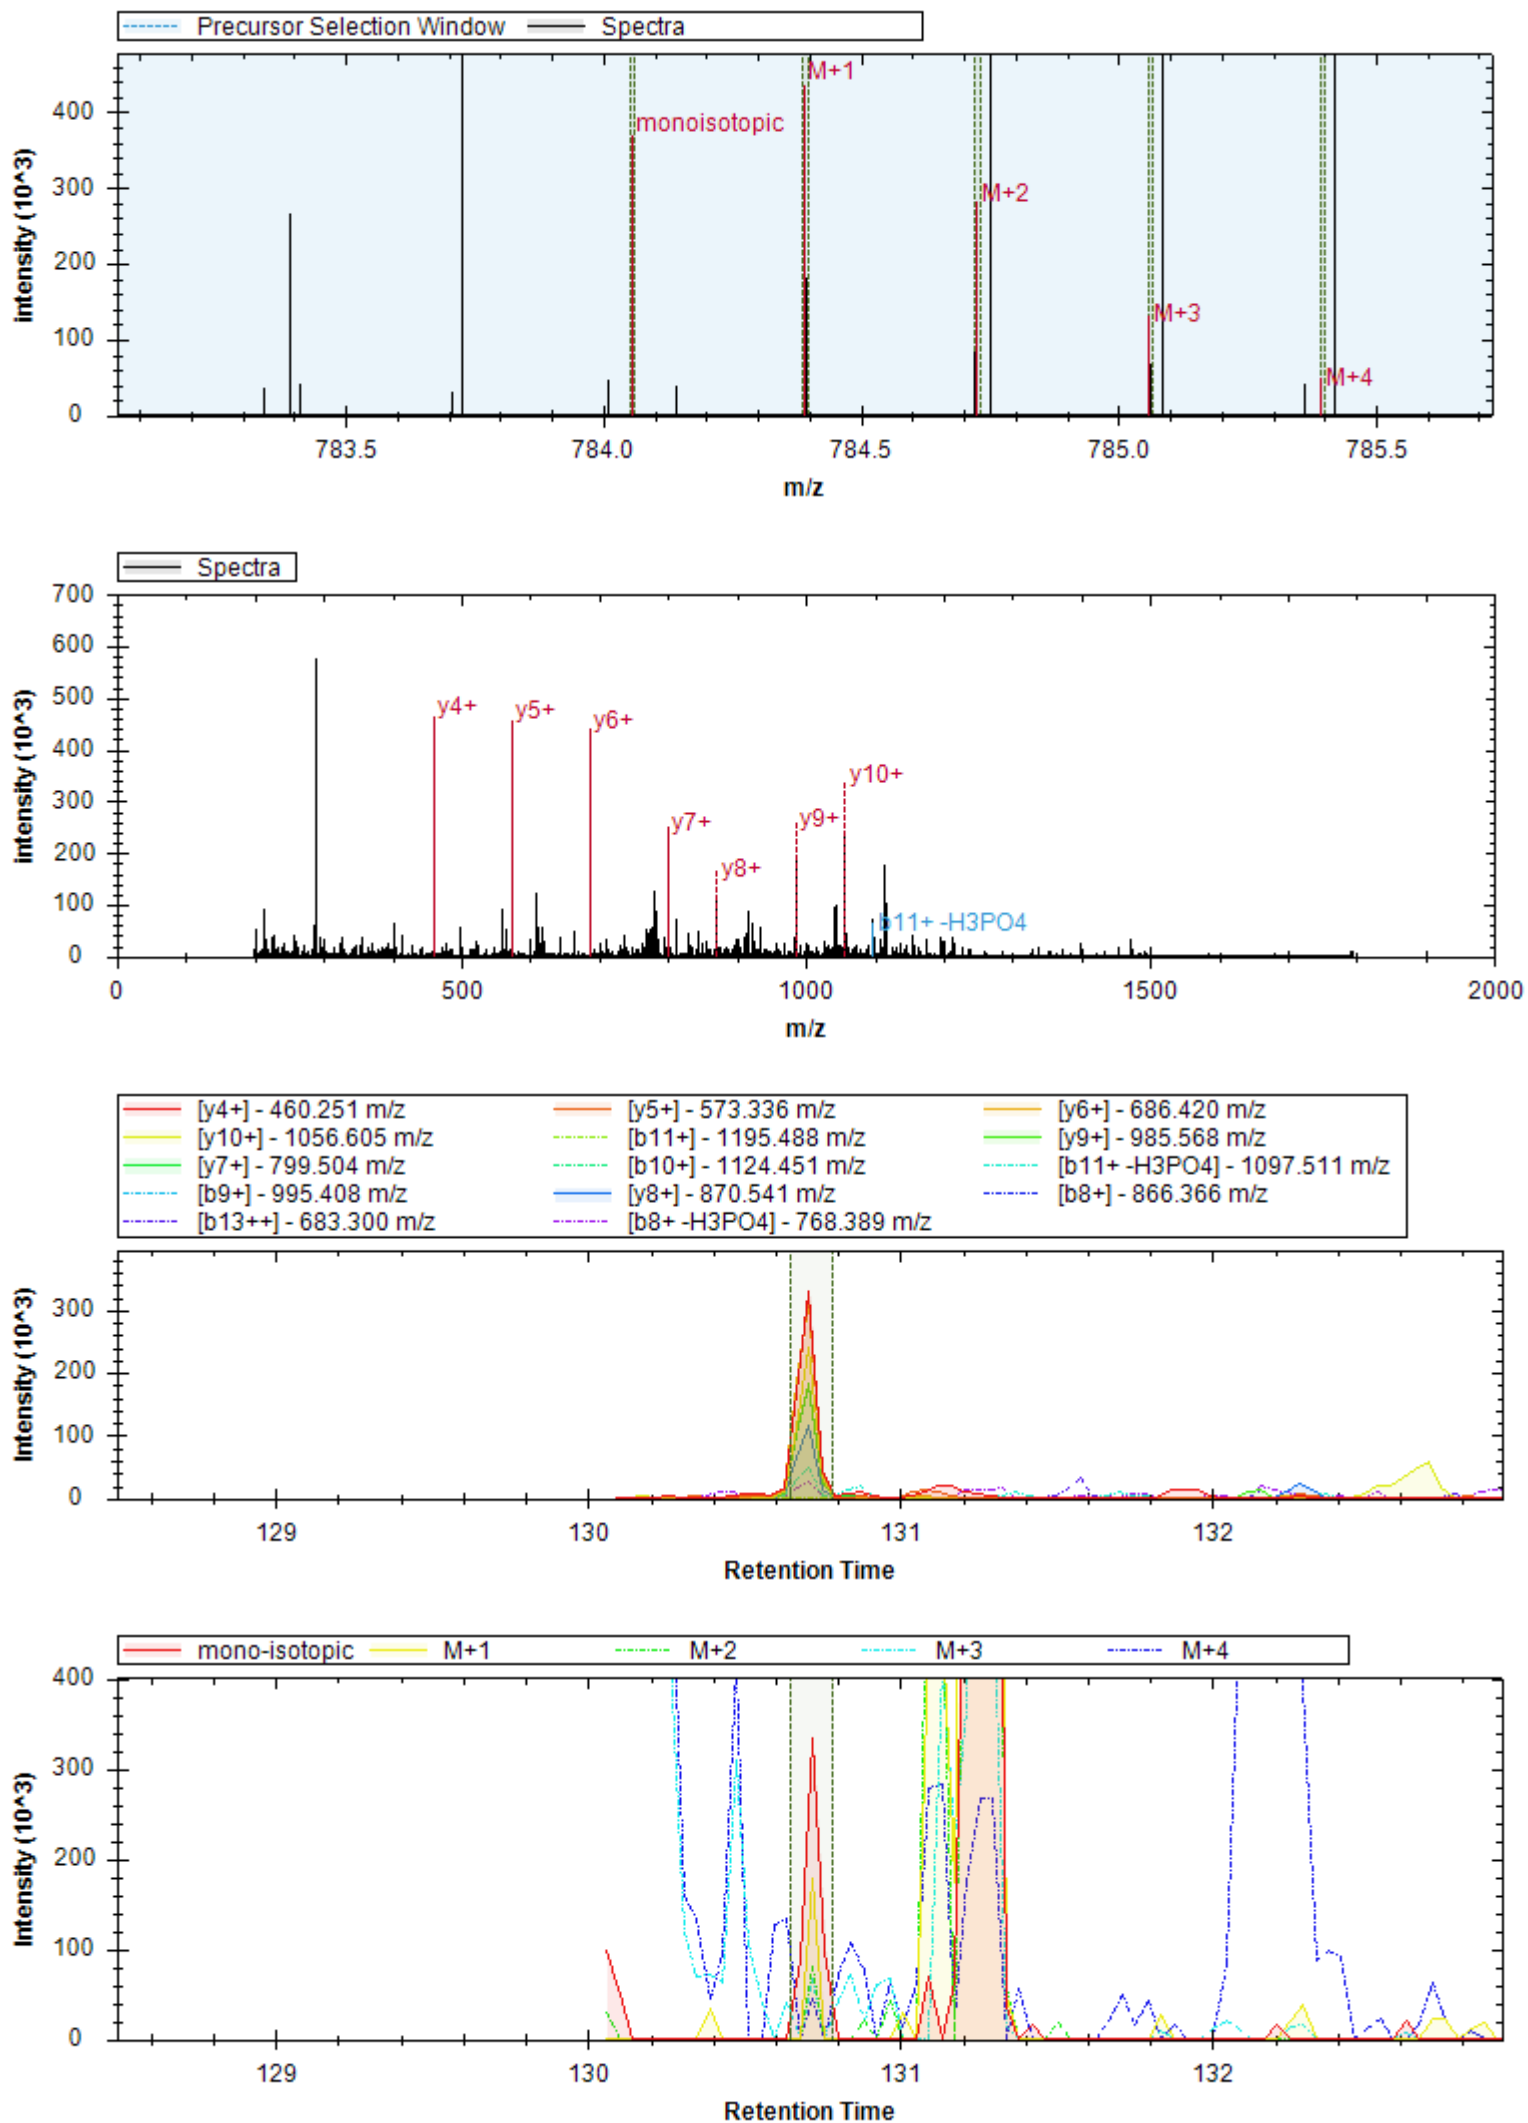 Precursor Selection Window Spectra
M+1
monoisotopic
M+2
M+3
M+4
intensity (10^3)
400
300
200
100
0
783.5 784.0 784.5 785.0 785.5
m/z
Spectra
700
600
500
400
300
200
100
0
intensity (10^3)
y4+ y5+ y6+
y10+
y7+ y9+
y8+
b11+ -H3PO4
0 500 1000 1500 2000
m/z
[y4+] - 460.251 m/z [y5+] - 573.336 m/z [y6+] - 686.420 m/z
[y10+] - 1056.605 m/z [b11+] - 1195.488 m/z [y9+] - 985.568 m/z
[y7+] - 799.504 m/z [b10+] - 1124.451 m/z [b11+ -H3PO4] - 1097.511 m/z
[b9+] - 995.408 m/z [y8+] - 870.541 m/z [b8+] - 866.366 m/z
[b13++] - 683.300 m/z [b8+ -H3PO4] - 768.389 m/z
Intensity (10^3)
300
200
100
0
129 130 131 132
Retention Time
mono-isotopic M+1 M+2 M+3 M+4
Intensity (10^3)
400
300
200
100
0
129 130 131 132
Retention Time